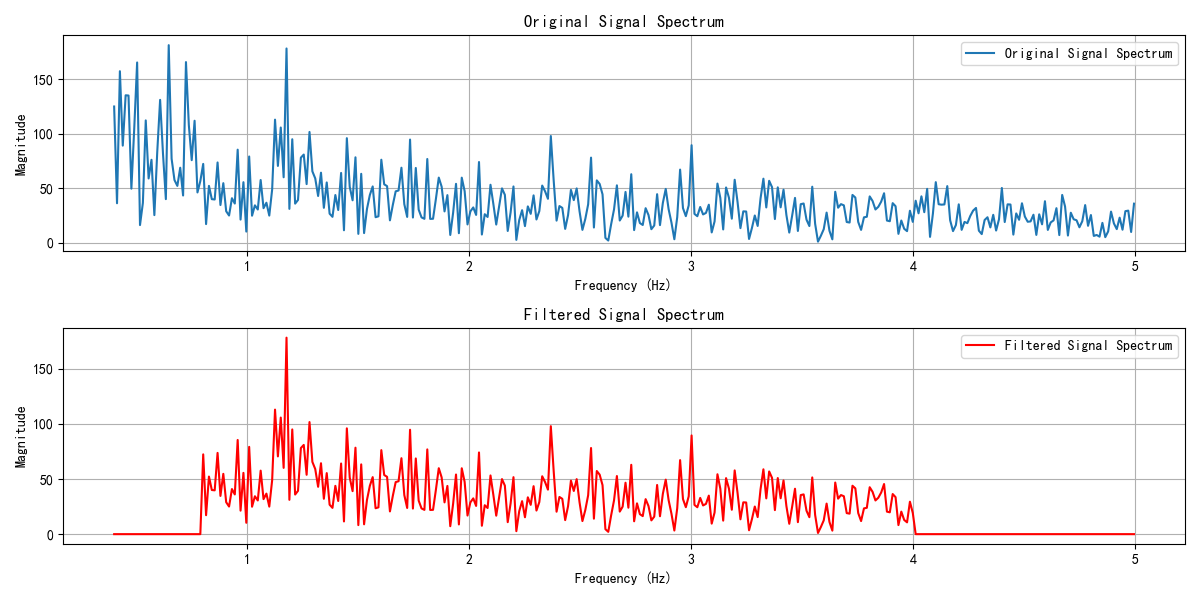 Original Signal Spectrum
Original Signal Spectrum
Magnitude
150
100
50
0
1 2 3 4 5
Frequency (Hz)
Filtered Signal Spectrum
Filtered Signal Spectrum
Magnitude
150
100
50
0
1 2 3 4 5
Frequency (Hz)